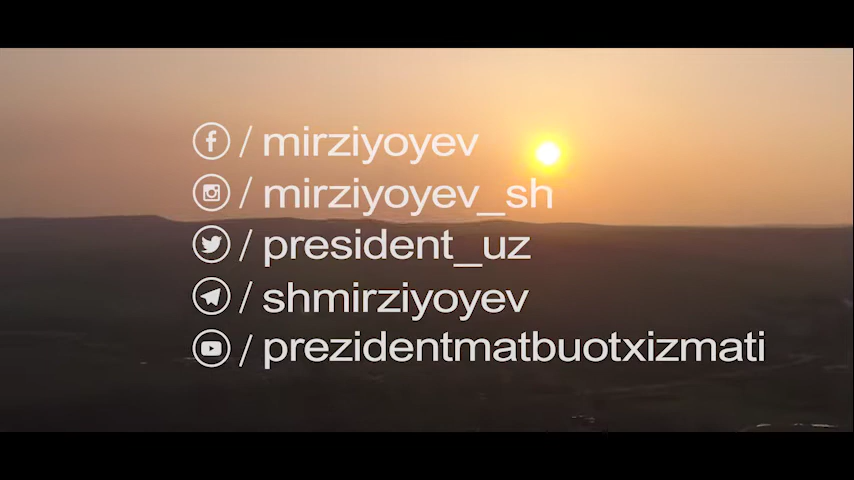 / mirziyoyev
/ mirziyoyev_sh
/ president_uz
/ shmirziyoyev
/ prezidentmatbuotxizmati